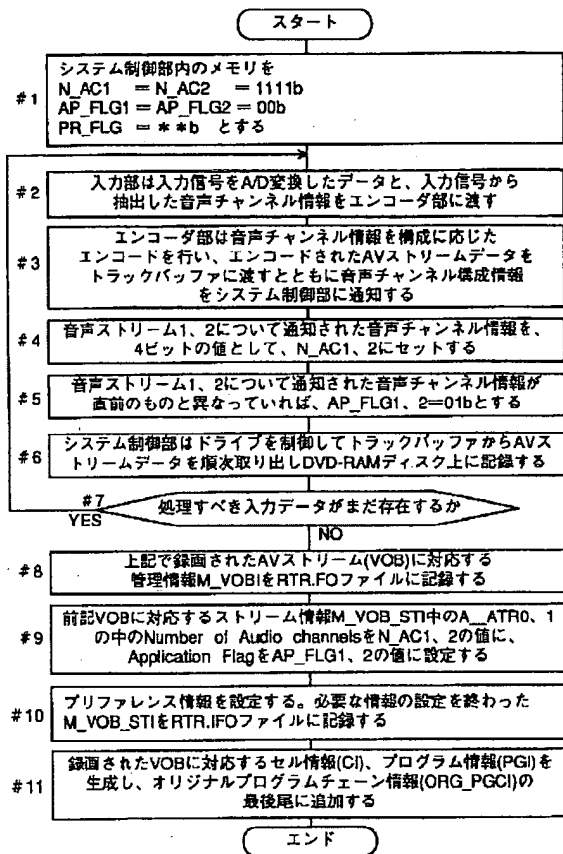 スタート
#1
システム制御部内のメモリを
N_AC1 =N_AC2 =1111b
AP_FLG1=AP_FLG2=00b
PR_FLG =**b とする
#2
入力部は入力信号をA/D変換したデータと、入力信号から
抽出した音声チャンネル情報をエンコーダ部に渡す
#3
エンコーダ部は音声チャンネル情報を構成に応じた
エンコードを行い、エンコードされたAVストリームデータを
トラックバッファに渡すとともに音声チャンネル構成情報
をシステム制御部に通知する
#4
音声ストリーム1、2について通知された音声チャンネル情報を、
4ビットの値として、N_AC1、2にセットする
#5
音声ストリーム1、2について通知された音声チャンネル情報が
直前のものと異なっていれば、AP_FLG1、2=01bとする
#6
システム制御部はドライブを制御してトラックバッファからAVス
トリームデータを順次取り出しDVD-RAMディスク上に記録する
#7
YES
処理すべき入力データがまだ存在するか
NO
#8
上記で録画されたAVストリーム(VOB)に対応する
管理情報M_VOBIをRTR.IFOファイルに記録する
#9
前記VOBに対応するストリーム情報M_VOB_STI中のA_ATR0、1
の中のNumber of Audio channelsをN_AC1、2の値に、
Application FlagをAP_FLG1、2の値に設定する
#10
プリファレンス情報を設定する。必要な情報の設定を終わった
M_VOB_STIをRTR.IFOファイルに記録する
#11
録画されたVOBに対応するセル情報(CI)、プログラム情報(PGI)を
生成し、オリジナルプログラムチェーン情報(ORG_PGCI)の
最後尾に追加する
エンド